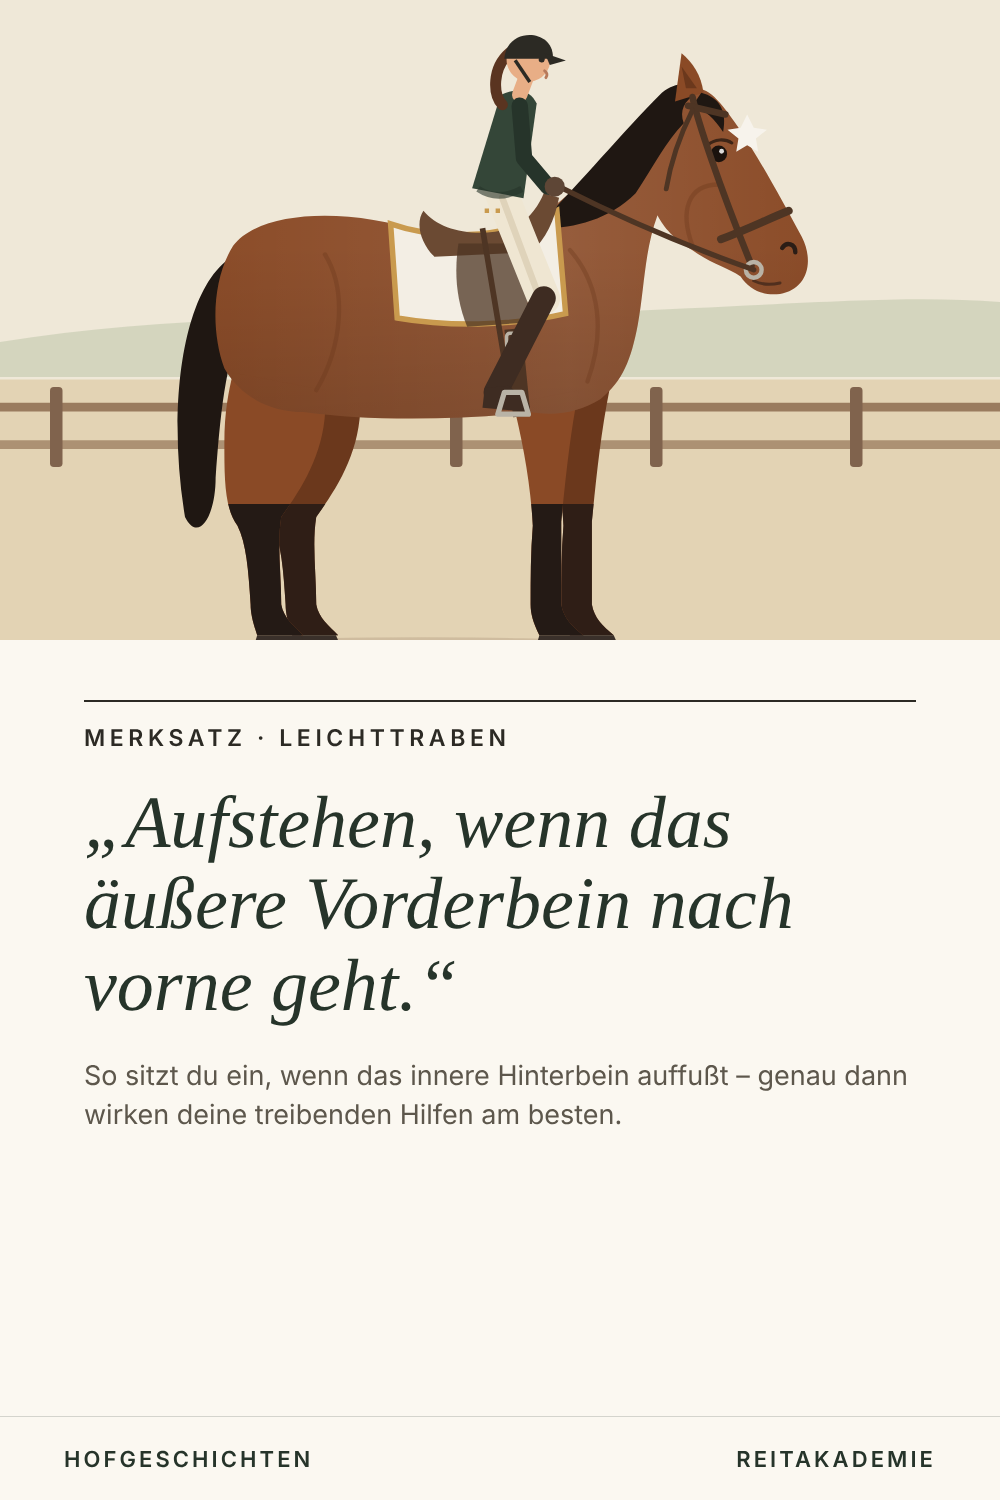 MERKSATZ · LEICHTTRABEN
„Aufstehen, wenn das
äußere Vorderbein nach
vorne geht.“
So sitzt du ein, wenn das innere Hinterbein auffußt – genau dann
wirken deine treibenden Hilfen am besten.
HOFGESCHICHTEN
REITAKADEMIE